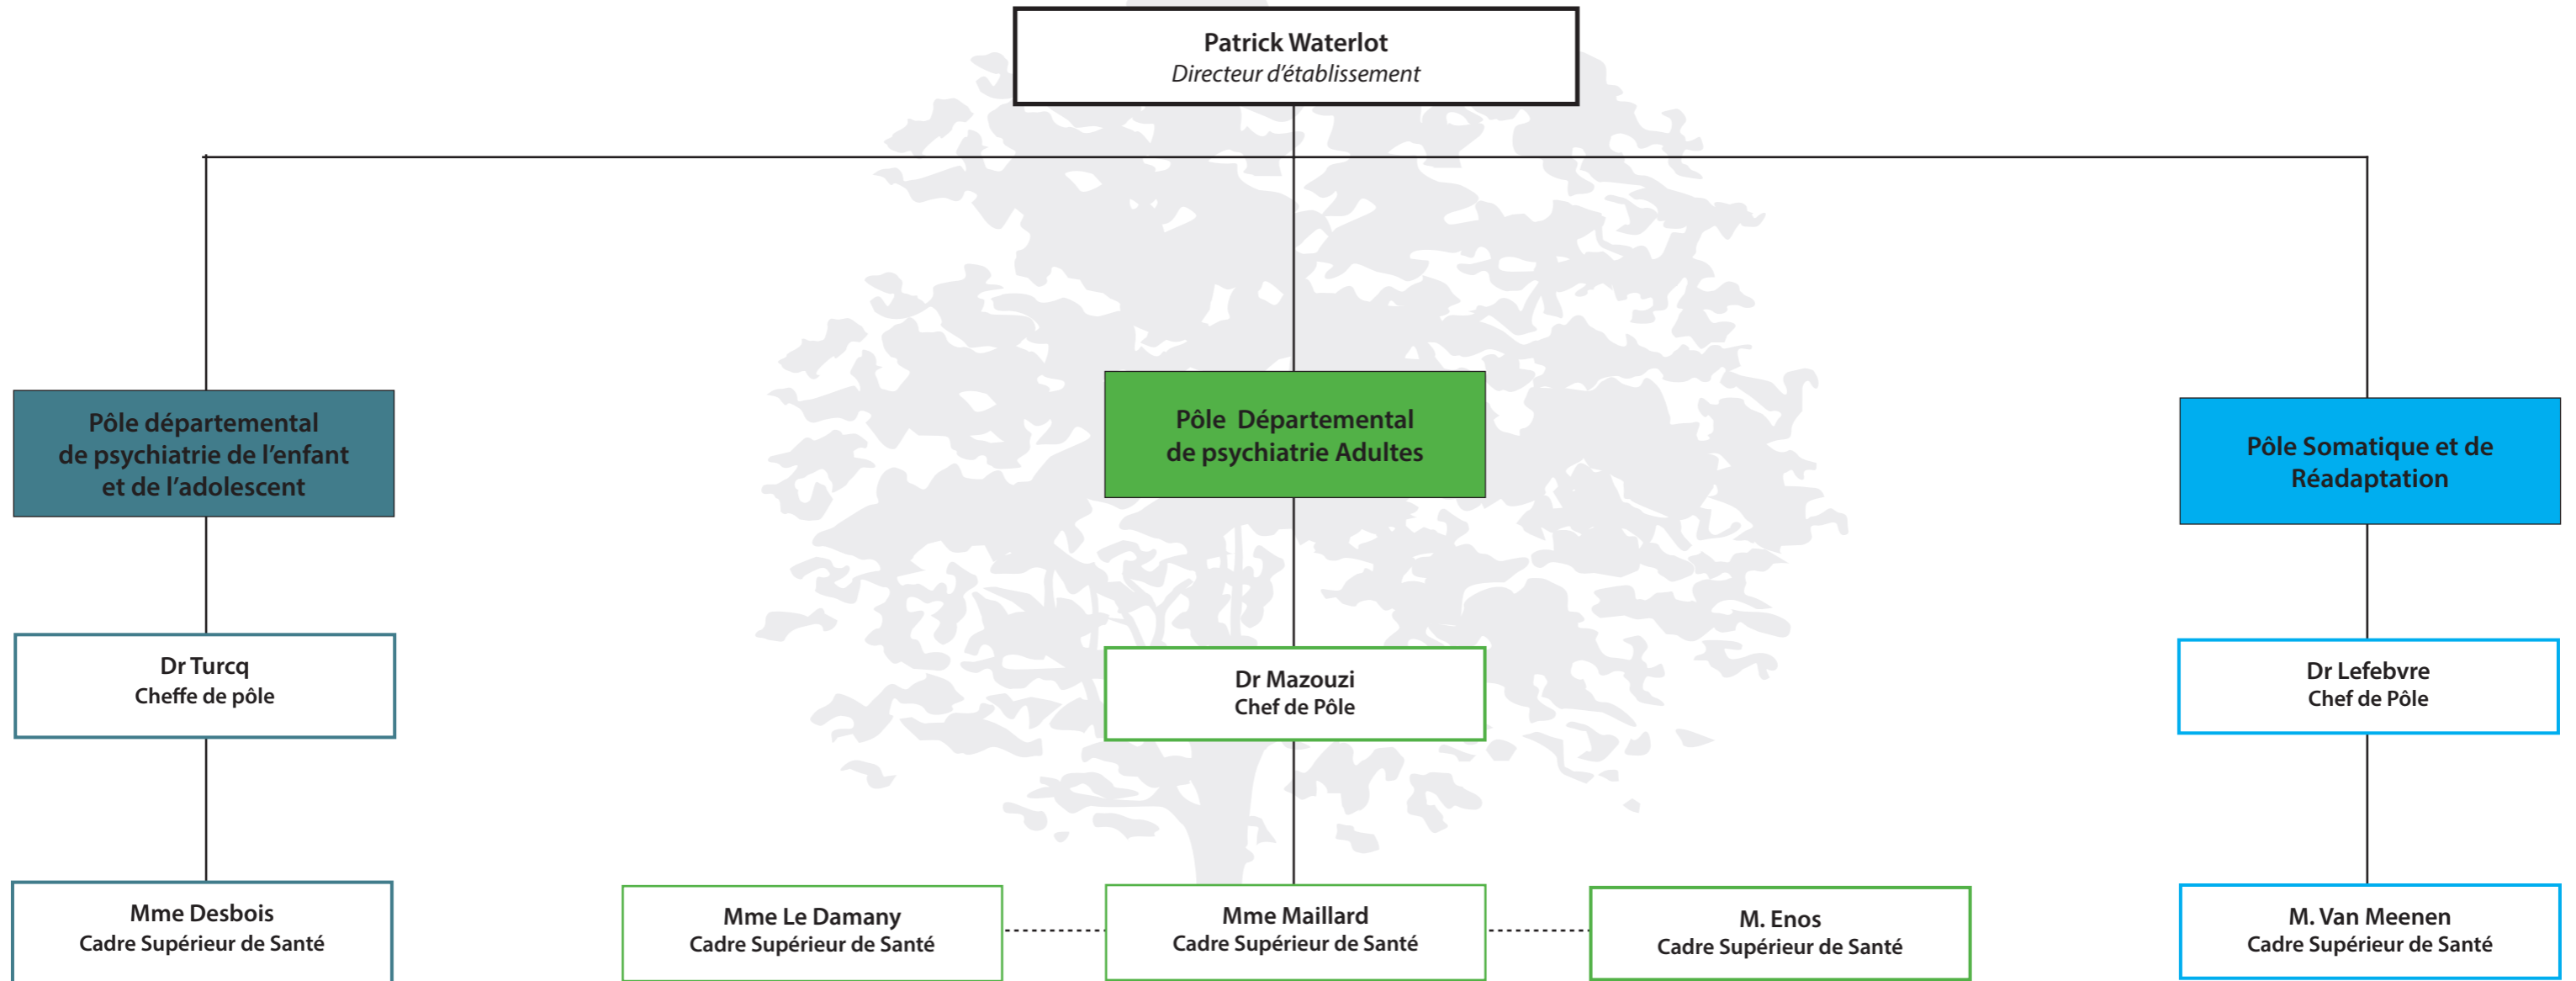 Patrick Waterlot
Directeur d’établissement
Pôle départemental
de psychiatrie de l’enfant
et de l’adolescent
Pôle Départemental
de psychiatrie Adultes
Pôle Somatique et de
Réadaptation
Dr Turcq
Cheffe de pôle
Dr Mazouzi
Chef de Pôle
Dr Lefebvre
Chef de Pôle
Mme Desbois
Cadre Supérieur de Santé
Mme Le Damany
Cadre Supérieur de Santé
Mme Maillard
Cadre Supérieur de Santé
M. Enos
Cadre Supérieur de Santé
M. Van Meenen
Cadre Supérieur de Santé